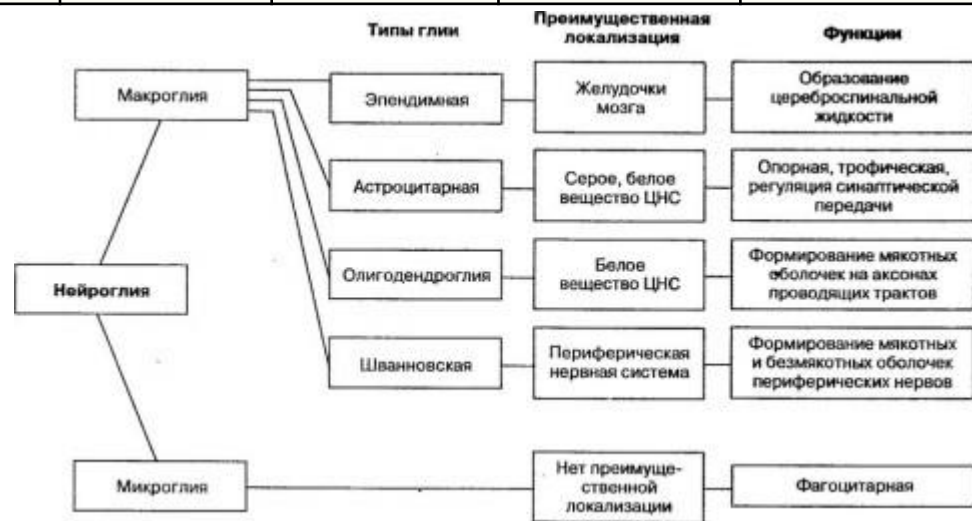 Типы глии
Преимущественная
локализация
Функции
Макроглия
Эпендимная
Желудочки
мозга
Образование
цереброспинальной
жидкости
Астроцитарная
Серое, белое
вещество ЦНС
Опорная, трофическая,
регуляция синаптической
передачи
Нейроглия
Олигодендроглия
Белое
вещество ЦНС
Формирование мякотных
оболочек на аксонах
проводящих трактов
Шванновская
Периферическая
нервная система
Формирование мякотных
и безмякотных оболочек
периферических нервов
Микроглия
Нет преимуще-
ственной
локализации
Фагоцитарная